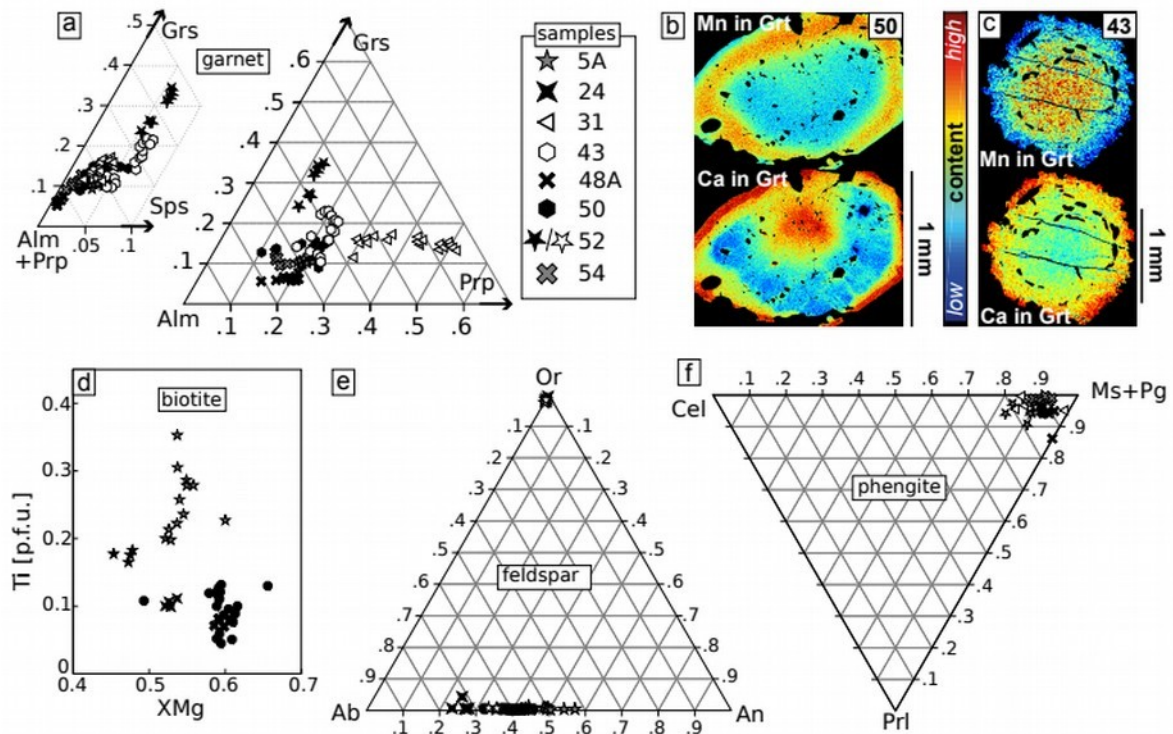 a
garnet
Grs
.5
.4
.3
.2
.1
Alm
+Prp
.05
.1
Sps
Grs
.6
.5
.4
.3
.2
.1
Alm
Prp
.1
.2
.3
.4
.5
.6
samples
5A
24
31
43
48A
50
52
54
b
Mn in Grt
50
Ca in Grt
1 mm
high
content
low
c
43
Mn in Grt
Ca in Grt
1 mm
d
biotite
Ti [p.f.u.]
0.4
0.3
0.2
0.1
0
0.4
0.5
0.6
0.7
XMg
e
Or
.1
.1
.2
.2
.3
.3
.4
.4
.5
.5
feldspar
.6
.6
.7
.7
.8
.8
.9
.9
Ab
An
.1
.2
.3
.4
.5
.6
.7
.8
.9
f
.1
.2
.3
.4
.5
.6
.7
.8
.9
Cel
Ms+Pg
.9
.8
phengite
.7
.6
.5
.4
.3
.2
.1
Prl